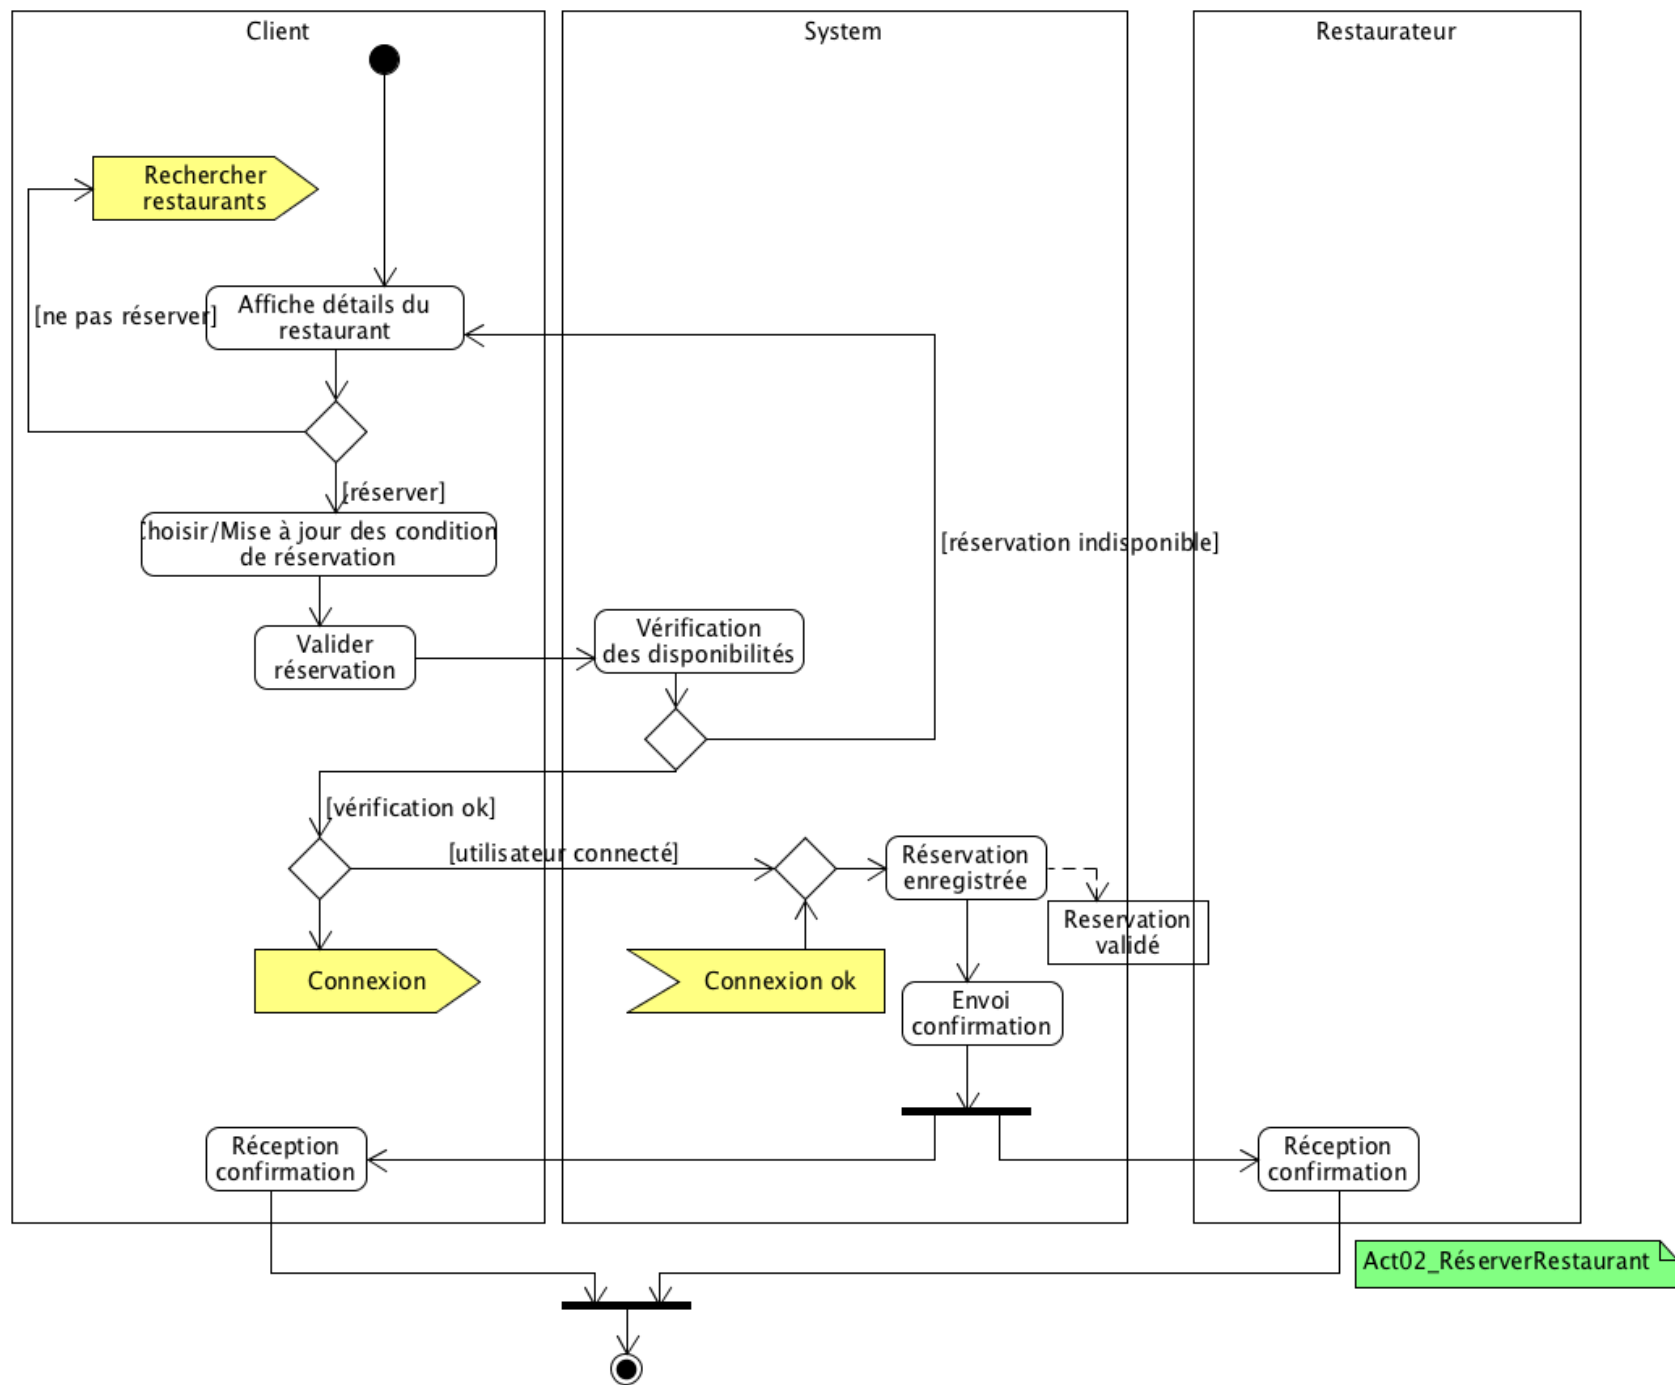 Client
System
Restaurateur
Rechercher
restaurants
[ne pas réserver]
Affiche détails du
restaurant
[réserver]
hoisir/Mise à jour des condition
de réservation
[réservation indisponible]
Valider
réservation
Vérification
des disponibilités
[vérification ok]
[utilisateur connecté]
Réservation
enregistrée
Reservation
validé
Connexion
Connexion ok
Envoi
confirmation
Réception
confirmation
Réception
confirmation
Act02_RéserverRestaurant